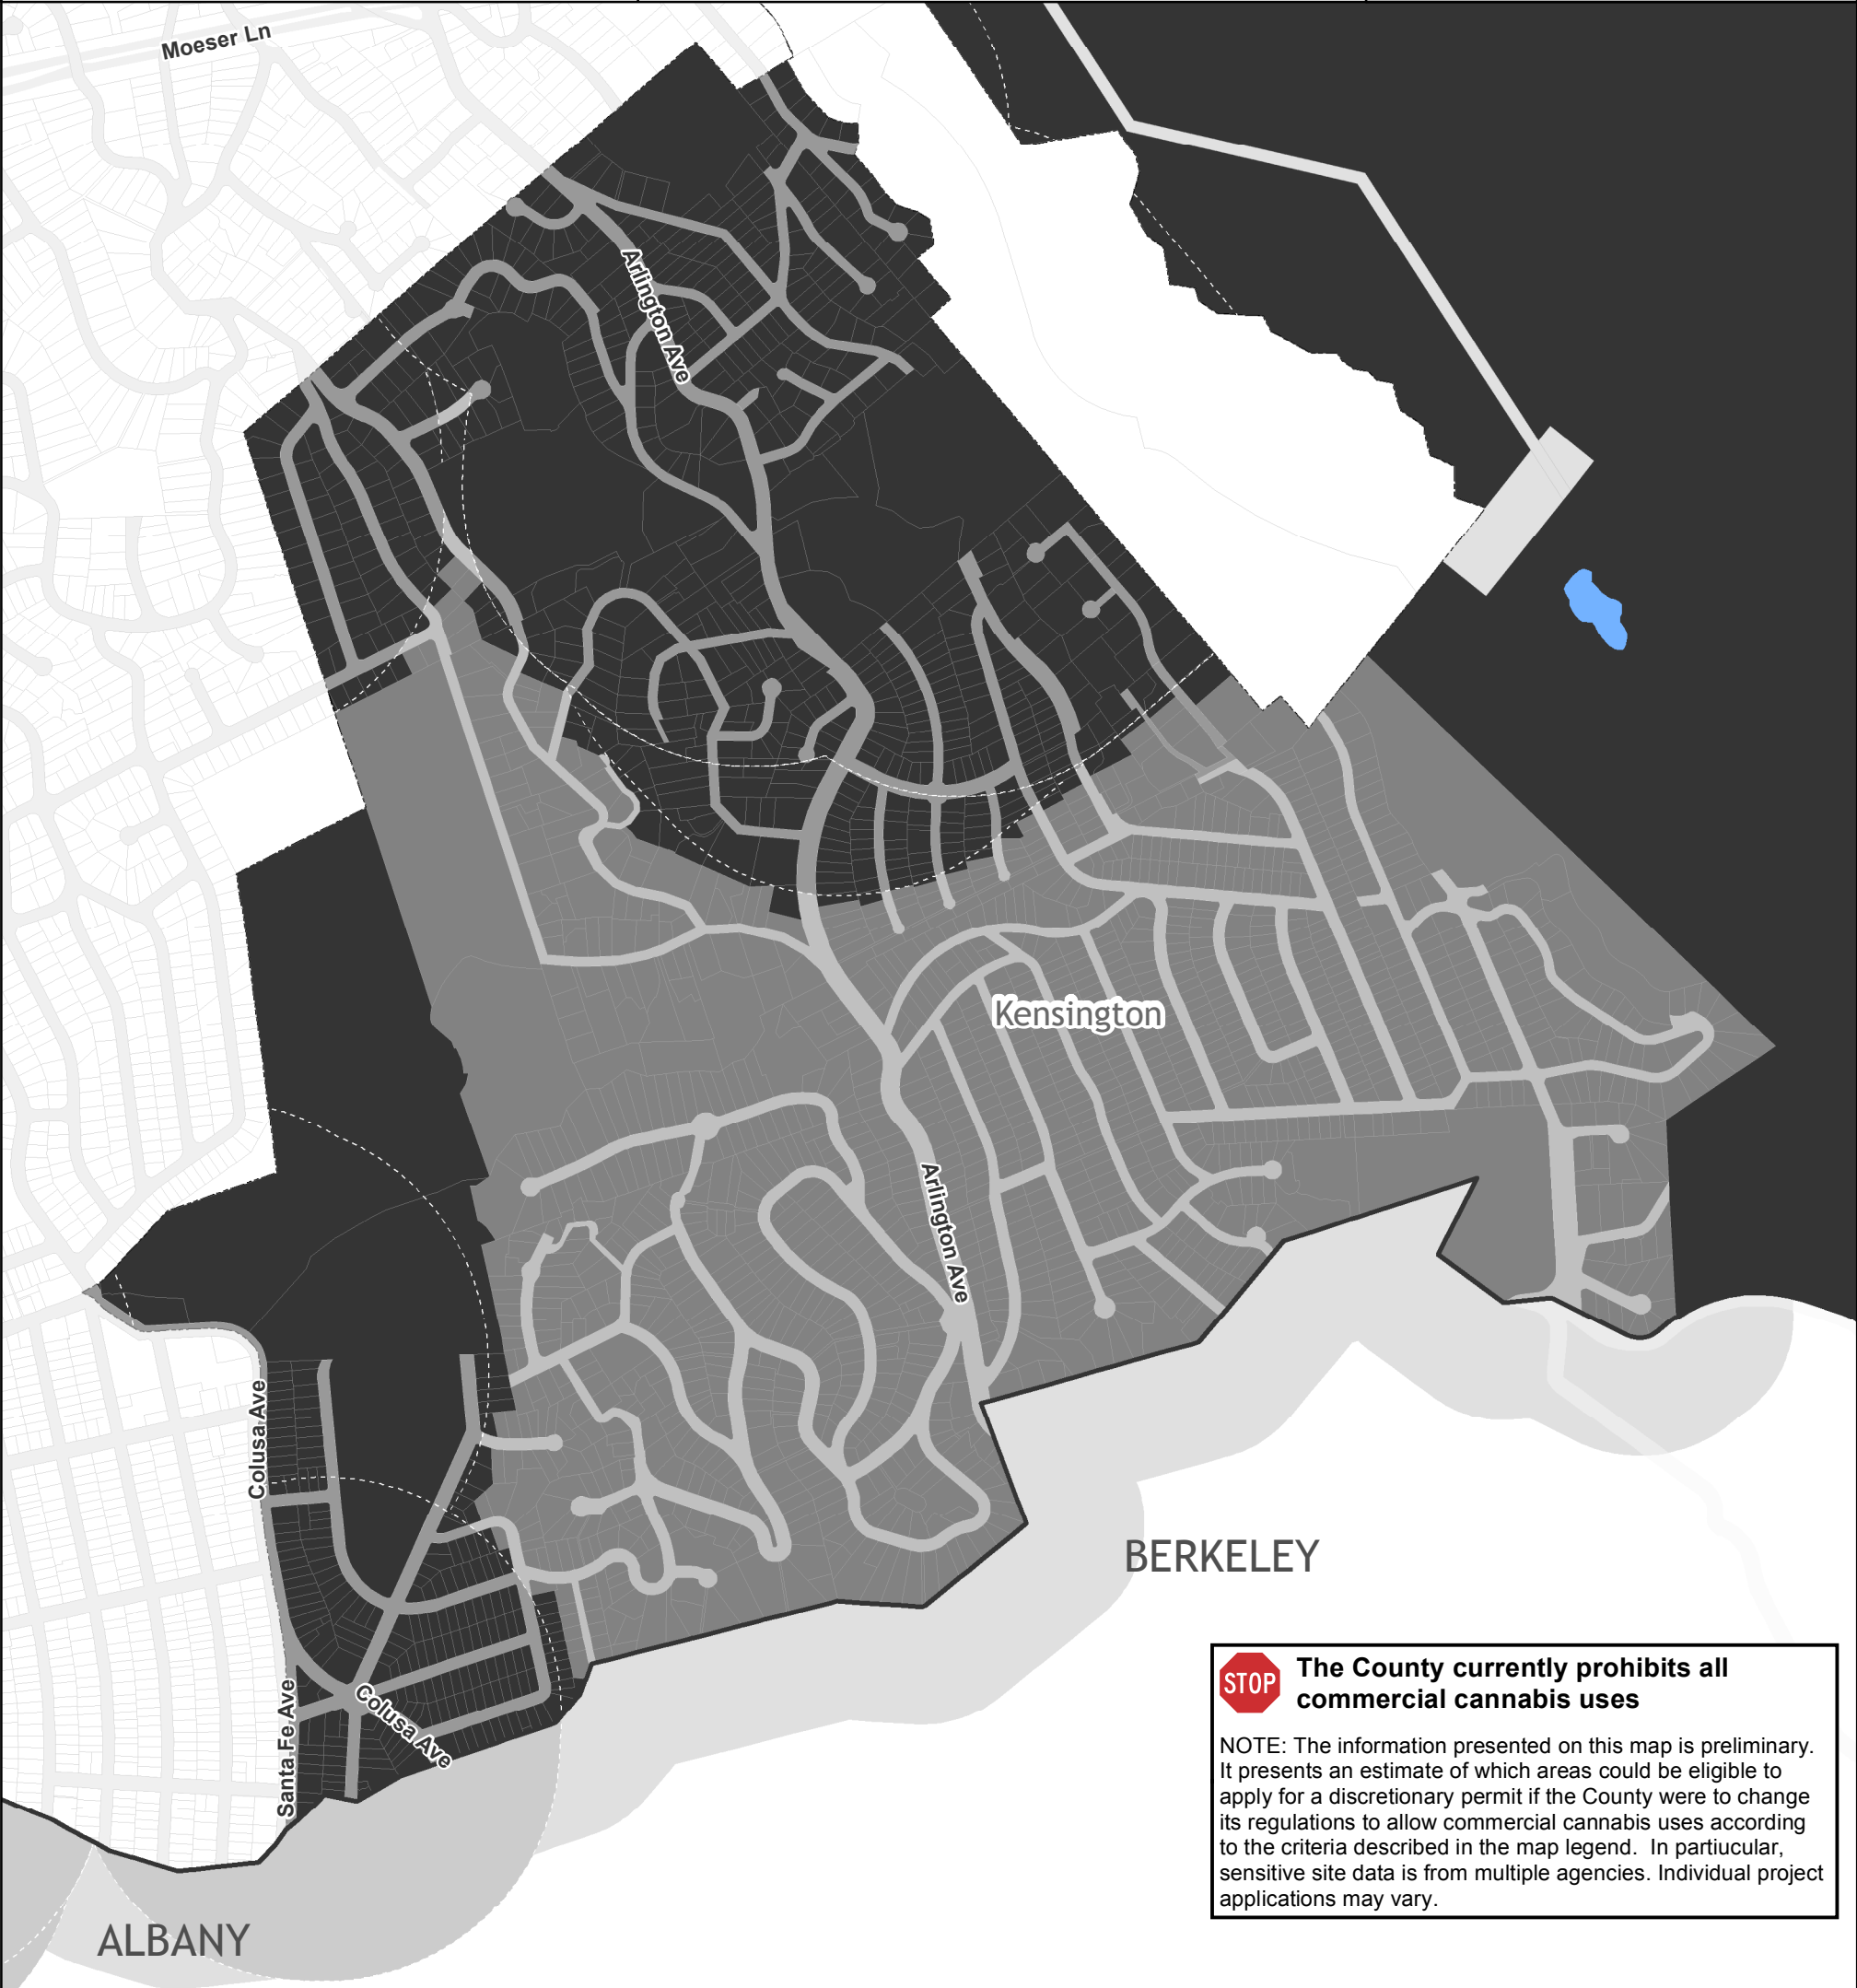 Moeser Ln
Arlington Ave
Kensington
Arlington Ave
Colusa Ave
BERKELEY
STOP
The County currently prohibits all
commercial cannabis uses
Santa Fe Ave
Colusa Ave
NOTE: The information presented on this map is preliminary.
It presents an estimate of which areas could be eligible to
apply for a discretionary permit if the County were to change
its regulations to allow commercial cannabis uses according
to the criteria described in the map legend. In partiucular,
sensitive site data is from multiple agencies. Individual project
applications may vary.
ALBANY